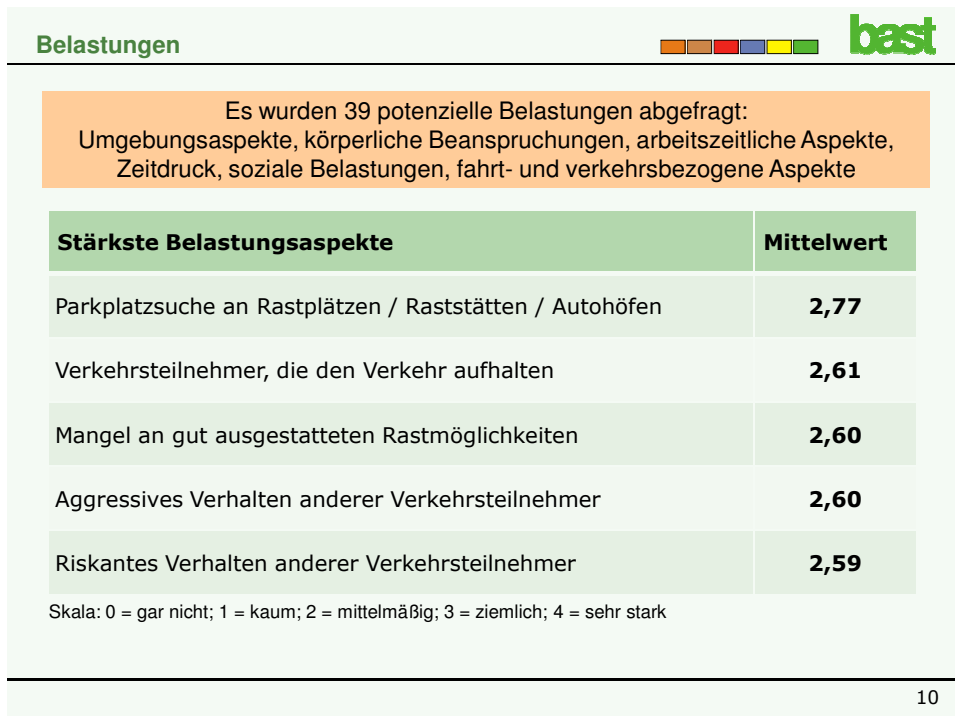 Belastungen
bast
Es wurden 39 potenzielle Belastungen abgefragt:
Umgebungsaspekte, körperliche Beanspruchungen, arbeitszeitliche Aspekte,
Zeitdruck, soziale Belastungen, fahrt- und verkehrsbezogene Aspekte
Stärkste Belastungsaspekte Mittelwert
Parkplatzsuche an Rastplätzen / Raststätten / Autohöfen 2,77
Verkehrsteilnehmer, die den Verkehr aufhalten 2,61
Mangel an gut ausgestatteten Rastmöglichkeiten 2,60
Aggressives Verhalten anderer Verkehrsteilnehmer 2,60
Riskantes Verhalten anderer Verkehrsteilnehmer 2,59
Skala: 0 = gar nicht; 1 = kaum; 2 = mittelmäßig; 3 = ziemlich; 4 = sehr stark
10